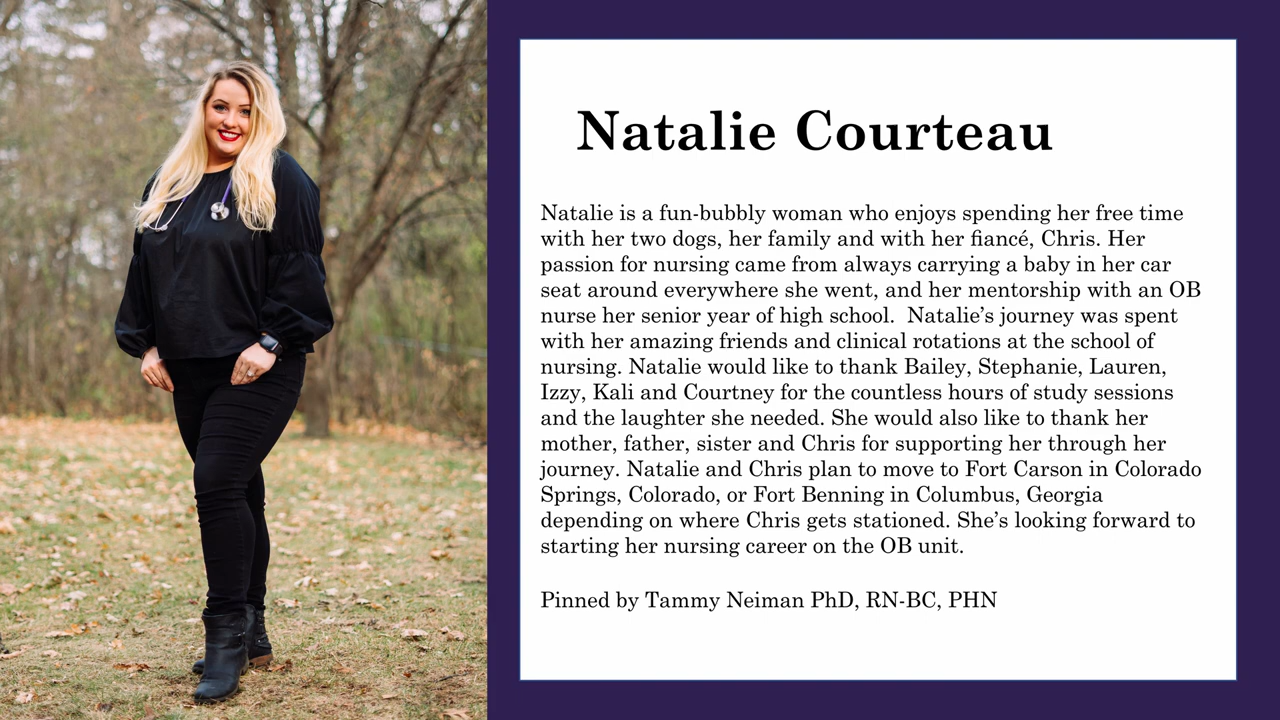 Natalie Courteau
Natalie is a fun-bubbly woman who enjoys spending her free time
with her two dogs, her family and with her fiancé, Chris. Her
passion for nursing came from always carrying a baby in her car
seat around everywhere she went, and her mentorship with an OB
nurse her senior year of high school.  Natalie’s journey was spent
with her amazing friends and clinical rotations at the school of
nursing. Natalie would like to thank Bailey, Stephanie, Lauren,
Izzy, Kali and Courtney for the countless hours of study sessions
and the laughter she needed. She would also like to thank her
mother, father, sister and Chris for supporting her through her
journey. Natalie and Chris plan to move to Fort Carson in Colorado
Springs, Colorado, or Fort Benning in Columbus, Georgia
depending on where Chris gets stationed. She’s looking forward to
starting her nursing career on the OB unit.
Pinned by Tammy Neiman PhD, RN-BC, PHN